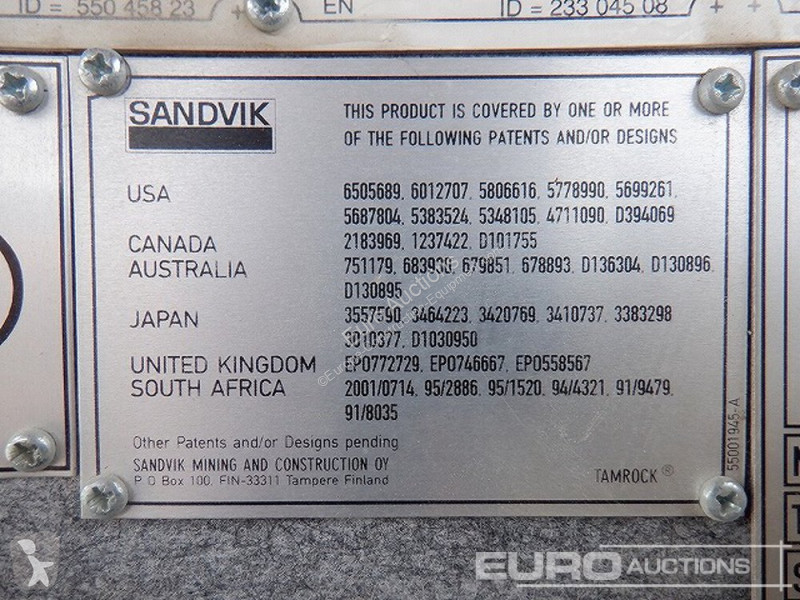 ID = 550 458 23
EN
ID = 233 045 08
SANDVIK
THIS PRODUCT IS COVERED BY ONE OR MORE
OF THE FOLLOWING PATENTS AND/OR DESIGNS
USA 6505689, 6012707, 5806616, 5778990, 5699261,
5687804, 5383524, 5348105, 4711090, D394069
CANADA 2183969, 1237422, D101755
AUSTRALIA 751179, 683938, 679851, 678893, D136304, D130896,
D130895
JAPAN 3557590, 3464223, 3420769, 3410737, 3383298
3010377, D1030950
UNITED KINGDOM EP0772729, EP0746667, EP0558567
SOUTH AFRICA 2001/0714, 95/2886, 95/1520, 94/4321, 91/9479,
91/8035
Other Patents and/or Designs pending
SANDVIK MINING AND CONSTRUCTION OY
P.O Box 100, FIN-33311 Tampere Finland
TAMROCK ®
55001945-A
EURO AUCTIONS